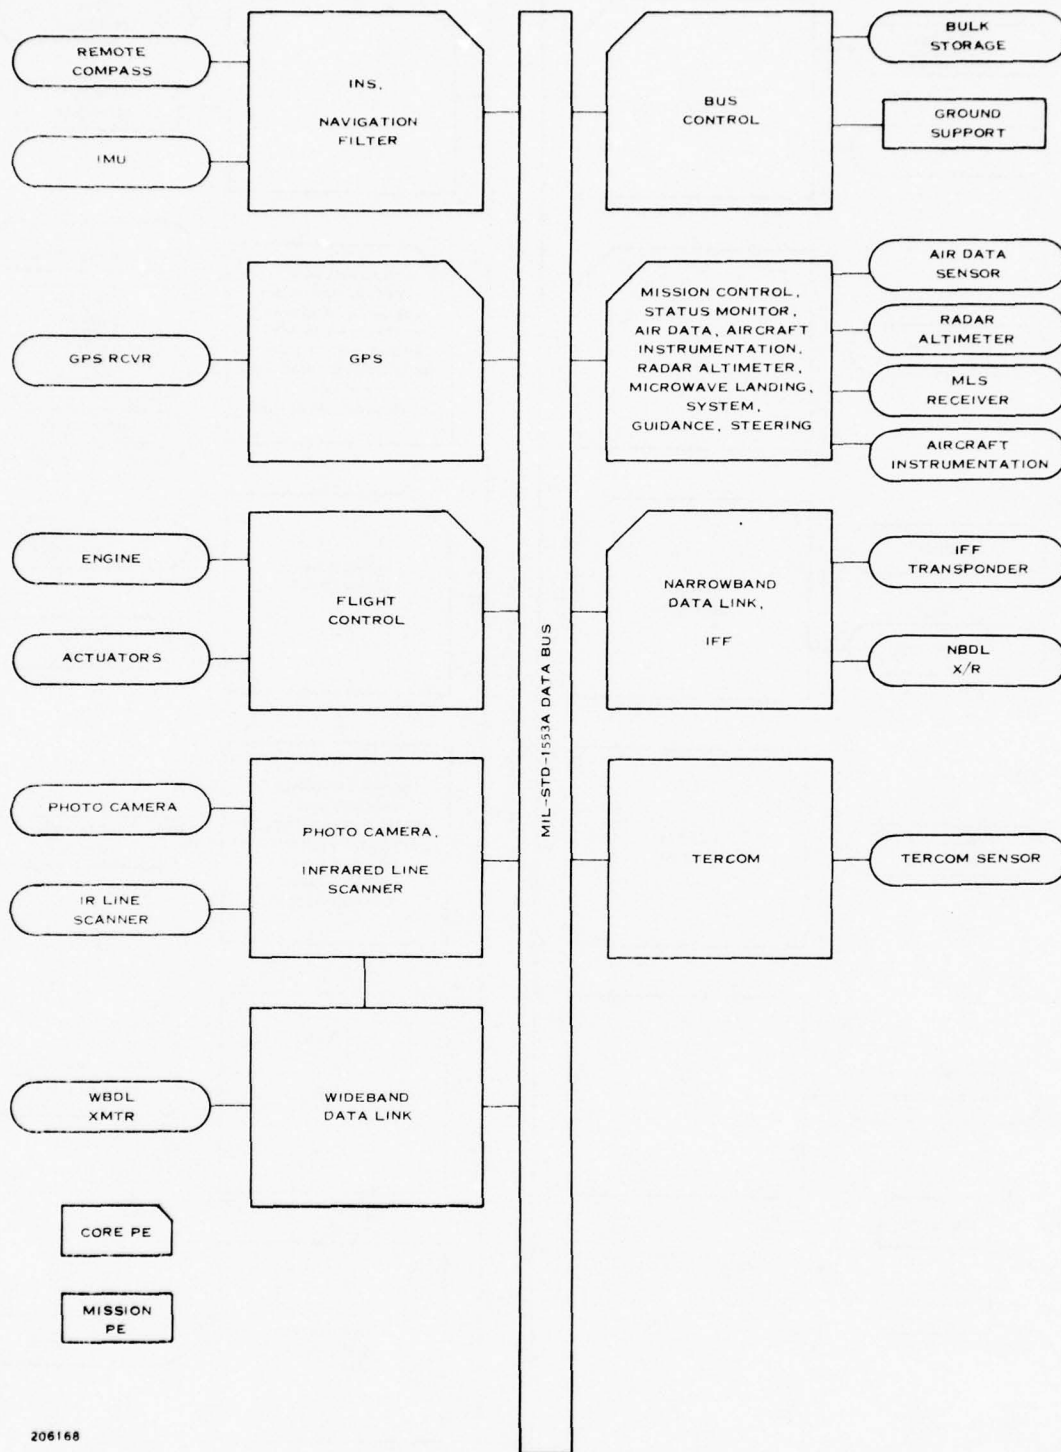 REMOTE
COMPASS
IMU
INS,
NAVIGATION
FILTER
BUS
CONTROL
BULK
STORAGE
GROUND
SUPPORT
GPS RCVR
GPS
MISSION CONTROL,
STATUS MONITOR,
AIR DATA, AIRCRAFT
INSTRUMENTATION,
RADAR ALTIMETER,
MICROWAVE LANDING,
SYSTEM,
GUIDANCE, STEERING
AIR DATA
SENSOR
RADAR
ALTIMETER
MLS
RECEIVER
AIRCRAFT
INSTRUMENTATION
ENGINE
ACTUATORS
FLIGHT
CONTROL
MIL-STD-1553A DATA BUS
NARROWBAND
DATA LINK,
IFF
IFF
TRANSPONDER
NBDL
X/R
PHOTO CAMERA
IR LINE
SCANNER
PHOTO CAMERA,
INFRARED LINE
SCANNER
TERCOM
TERCOM SENSOR
WBDL
XMTR
WIDEBAND
DATA LINK
CORE PE
MISSION
PE
206168